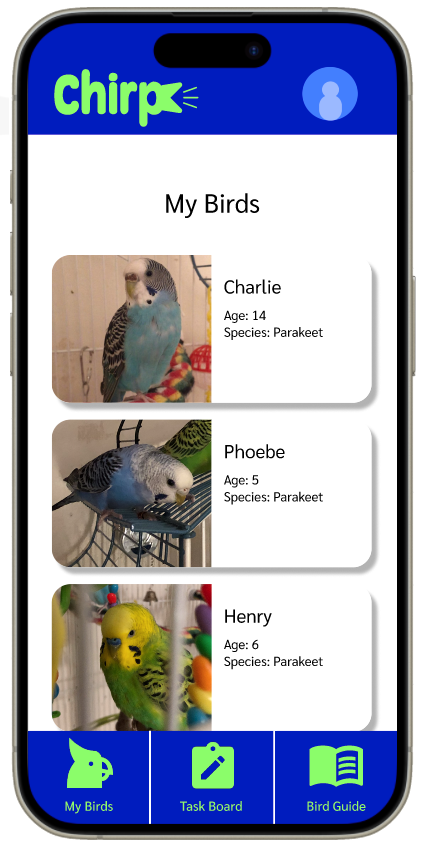 Chirp
My Birds
Charlie
Age: 14
Species: Parakeet
Phoebe
Age: 5
Species: Parakeet
Henry
Age: 6
Species: Parakeet
My Birds
Task Board
Bird Guide